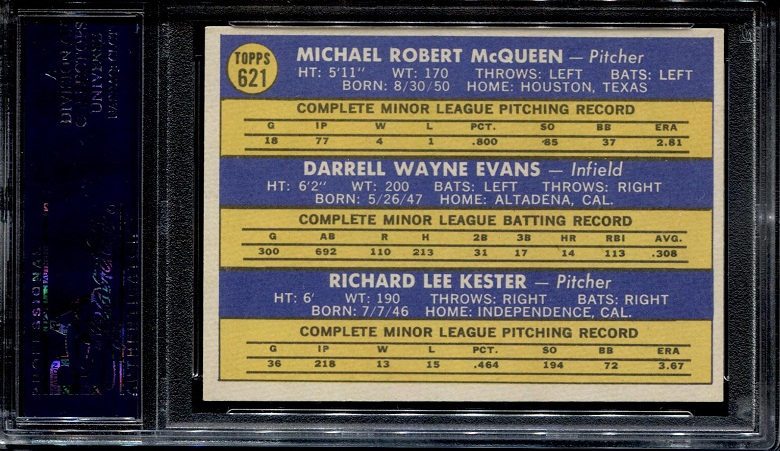 TOPPS
621
MICHAEL ROBERT McQUEEN — Pitcher
HT: 5'11" WT: 170 THROWS: LEFT BATS: LEFT
BORN: 8/30/50 HOME: HOUSTON, TEXAS
COMPLETE MINOR LEAGUE PITCHING RECORD
G IP W L PCT. SO BB ERA
18 77 4 1 .800 85 37 2.81
DARRELL WAYNE EVANS — Infield
HT: 6'2" WT: 200 BATS: LEFT THROWS: RIGHT
BORN: 5/26/47 HOME: ALTADENA, CAL.
COMPLETE MINOR LEAGUE BATTING RECORD
G AB R H 2B 3B HR RBI AVG.
300 692 110 213 31 17 14 113 .308
RICHARD LEE KESTER — Pitcher
HT: 6' WT: 190 THROWS: RIGHT BATS: RIGHT
BORN: 7/7/46 HOME: INDEPENDENCE, CAL.
COMPLETE MINOR LEAGUE PITCHING RECORD
G IP W L PCT. SO BB ERA
36 218 13 15 .464 194 72 3.67
A
DIVISION OF
COLLECTORS
UNIVERSE